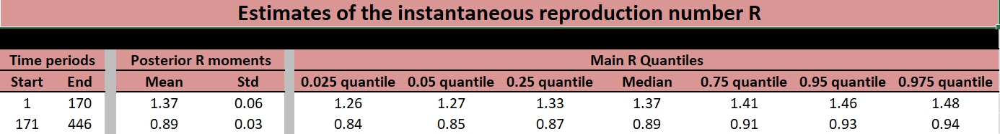 Estimates of the instantaneous reproduction number R
Time periods Posterior R moments Main R Quantiles
Start End Mean Std 0.025 quantile 0.05 quantile 0.25 quantile Median 0.75 quantile 0.95 quantile 0.975 quantile
1 170 1.37 0.06 1.26 1.27 1.33 1.37 1.41 1.46 1.48
171 446 0.89 0.03 0.84 0.85 0.87 0.89 0.91 0.93 0.94